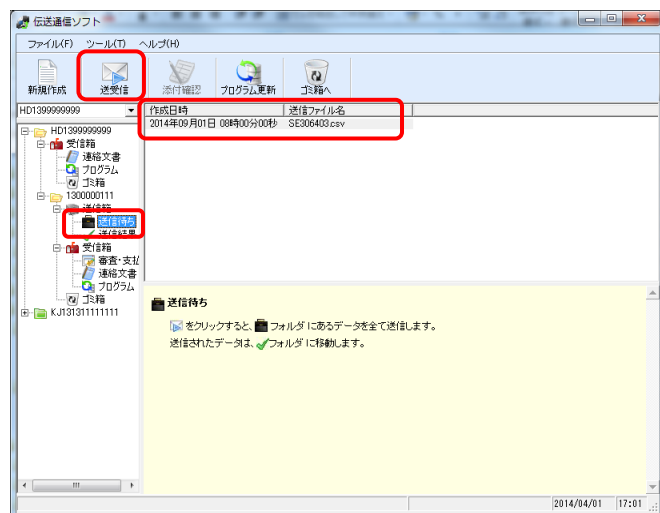 伝送通信ソフト
ファイル(F) ツール(T) ヘルプ(H)
新規作成 送受信 添付確認 プログラム更新 ゴミ箱へ
HD1399999999
作成日時 送信ファイル名
2014年09月01日 08時00分00秒 SE306403.csv
HD1399999999
受信箱
連絡文書
プログラム
ゴミ箱
1300000111
送信箱
送信待ち
送信結果
受信箱
審査・支払
連絡文書
プログラム
ゴミ箱
KJ131311111111
送信待ち
をクリックすると、フォルダにあるデータを全て送信します。
送信されたデータは、フォルダに移動します。
2014/04/01 17:01